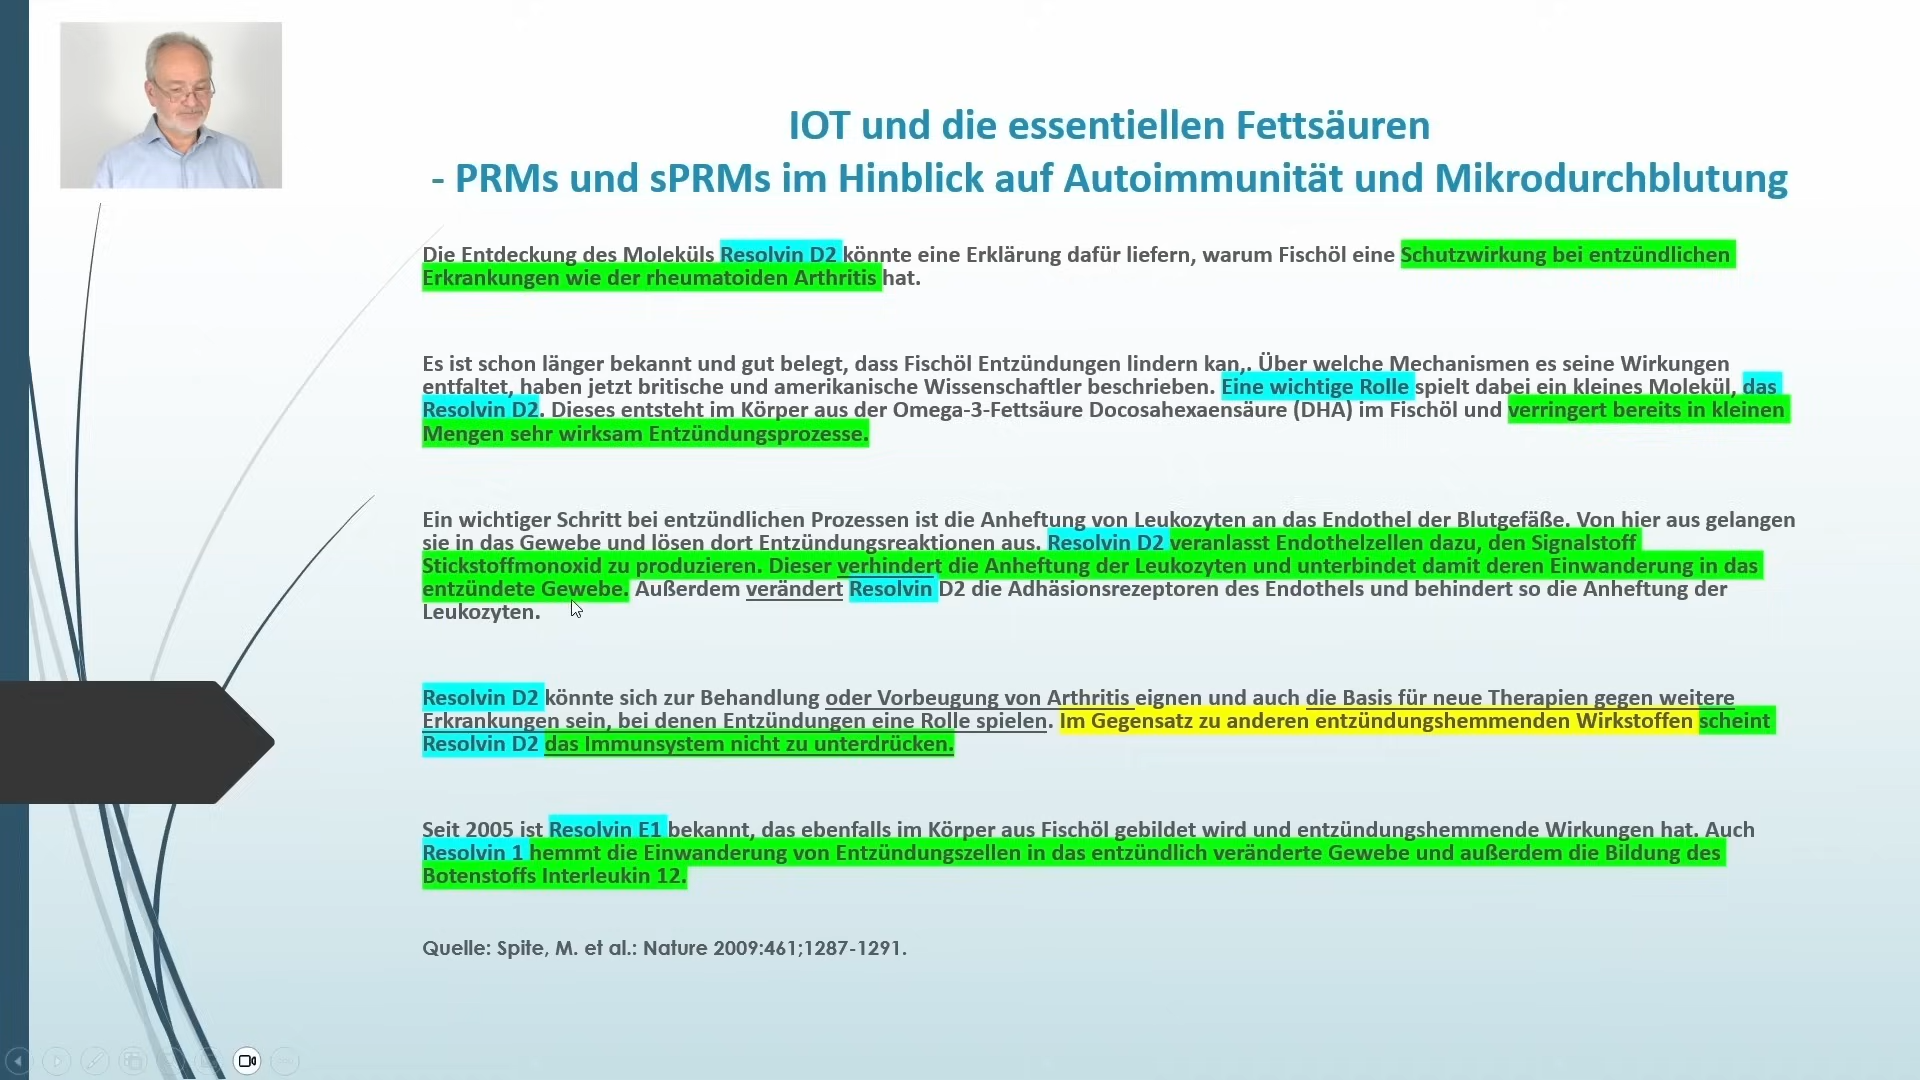 IOT und die essentiellen Fettsäuren
- PRMs und sPRMs im Hinblick auf Autoimmunität und Mikrodurchblutung
Die Entdeckung des Moleküls Resolvin D2 könnte eine Erklärung dafür liefern, warum Fischöl eine Schutzwirkung bei entzündlichen
Erkrankungen wie der rheumatoiden Arthritis hat.
Es ist schon länger bekannt und gut belegt, dass Fischöl Entzündungen lindern kan,. Über welche Mechanismen es seine Wirkungen
entfaltet, haben jetzt britische und amerikanische Wissenschaftler beschrieben. Eine wichtige Rolle spielt dabei ein kleines Molekül, das
Resolvin D2. Dieses entsteht im Körper aus der Omega-3-Fettsäure Docosahexaensäure (DHA) im Fischöl und verringert bereits in kleinen
Mengen sehr wirksam Entzündungsprozesse.
Ein wichtiger Schritt bei entzündlichen Prozessen ist die Anheftung von Leukozyten an das Endothel der Blutgefäße. Von hier aus gelangen
sie in das Gewebe und lösen dort Entzündungsreaktionen aus. Resolvin D2 veranlasst Endothelzellen dazu, den Signalstoff
Stickstoffmonoxid zu produzieren. Dieser verhindert die Anheftung der Leukozyten und unterbindet damit deren Einwanderung in das
entzündete Gewebe. Außerdem verändert Resolvin D2 die Adhäsionsrezeptoren des Endothels und behindert so die Anheftung der
Leukozyten.
Resolvin D2 könnte sich zur Behandlung oder Vorbeugung von Arthritis eignen und auch die Basis für neue Therapien gegen weitere
Erkrankungen sein, bei denen Entzündungen eine Rolle spielen. Im Gegensatz zu anderen entzündungshemmenden Wirkstoffen scheint
Resolvin D2 das Immunsystem nicht zu unterdrücken.
Seit 2005 ist Resolvin E1 bekannt, das ebenfalls im Körper aus Fischöl gebildet wird und entzündungshemmende Wirkungen hat. Auch
Resolvin 1 hemmt die Einwanderung von Entzündungszellen in das entzündlich veränderte Gewebe und außerdem die Bildung des
Botenstoffs Interleukin 12.
Quelle: Spite, M. et al.: Nature 2009:461;1287-1291.